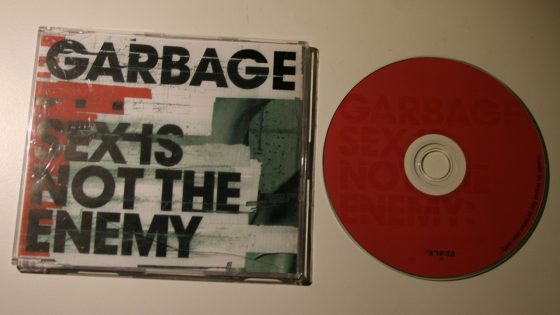 GARBAGE
SEX IS
NOT THE
ENEMY
GARBAGE
SEX IS
NOT THE
ENEMY: